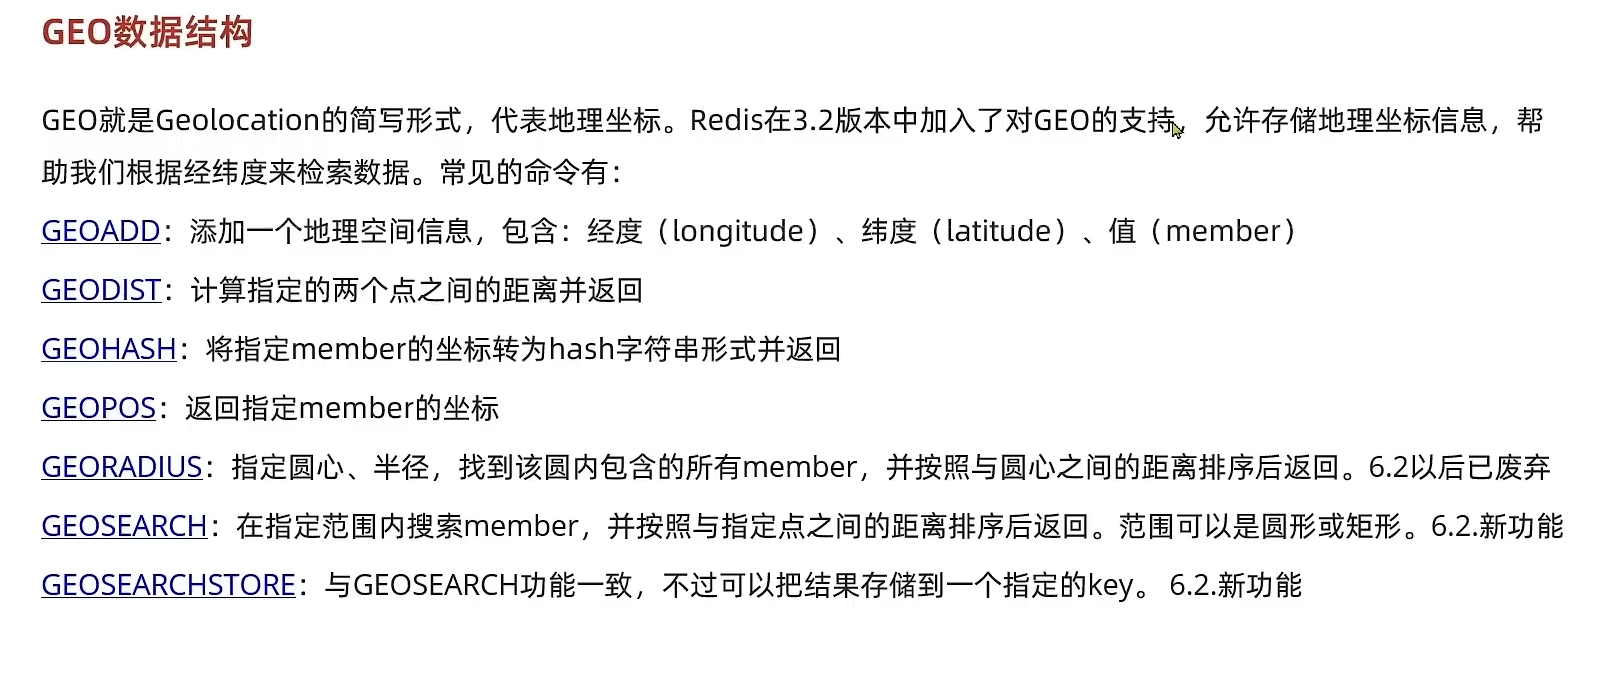 GEO数据结构
GEO就是Geolocation的简写形式，代表地理坐标。Redis在3.2版本中加入了对GEO的支持，允许存储地理坐标信息，帮
助我们根据经纬度来检索数据。常见的命令有：
GEOADD：添加一个地理空间信息，包含：经度（longitude）、纬度（latitude）、值（member）
GEODIST：计算指定的两个点之间的距离并返回
GEOHASH：将指定member的坐标转为hash字符串形式并返回
GEOPOS：返回指定member的坐标
GEORADIUS：指定圆心、半径，找到该圆内包含的所有member，并按照与圆心之间的距离排序后返回。6.2以后已废弃
GEOSEARCH：在指定范围内搜索member，并按照与指定点之间的距离排序后返回。范围可以是圆形或矩形。6.2.新功能
GEOSEARCHSTORE：与GEOSEARCH功能一致，不过可以把结果存储到一个指定的key。 6.2.新功能